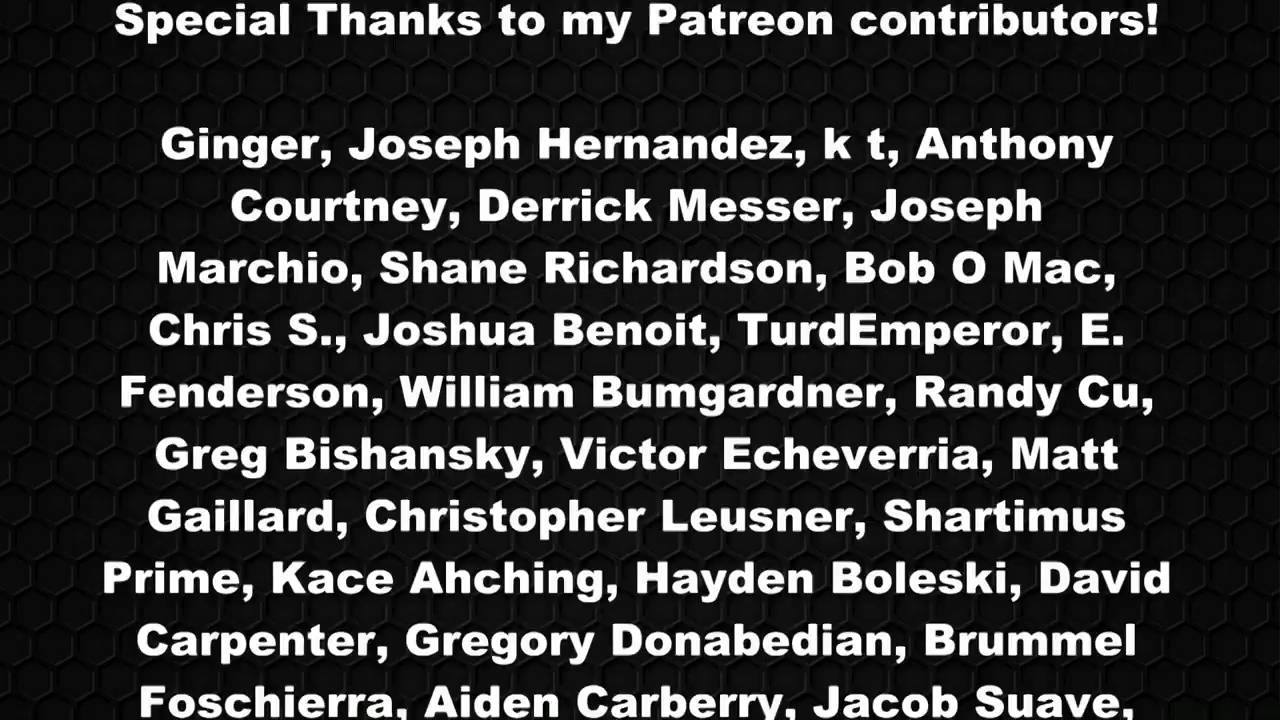 Special Thanks to my Patreon contributors!
Ginger, Joseph Hernandez, k t, Anthony
Courtney, Derrick Messer, Joseph
Marchio, Shane Richardson, Bob O Mac,
Chris S., Joshua Benoit, TurdEmperor, E.
Fenderson, William Bumgardner, Randy Cu,
Greg Bishansky, Victor Echeverria, Matt
Gaillard, Christopher Leusner, Shartimus
Prime, Kace Ahching, Hayden Boleski, David
Carpenter, Gregory Donabedian, Brummel
Foschierra, Aiden Carberry, Jacob Suave,